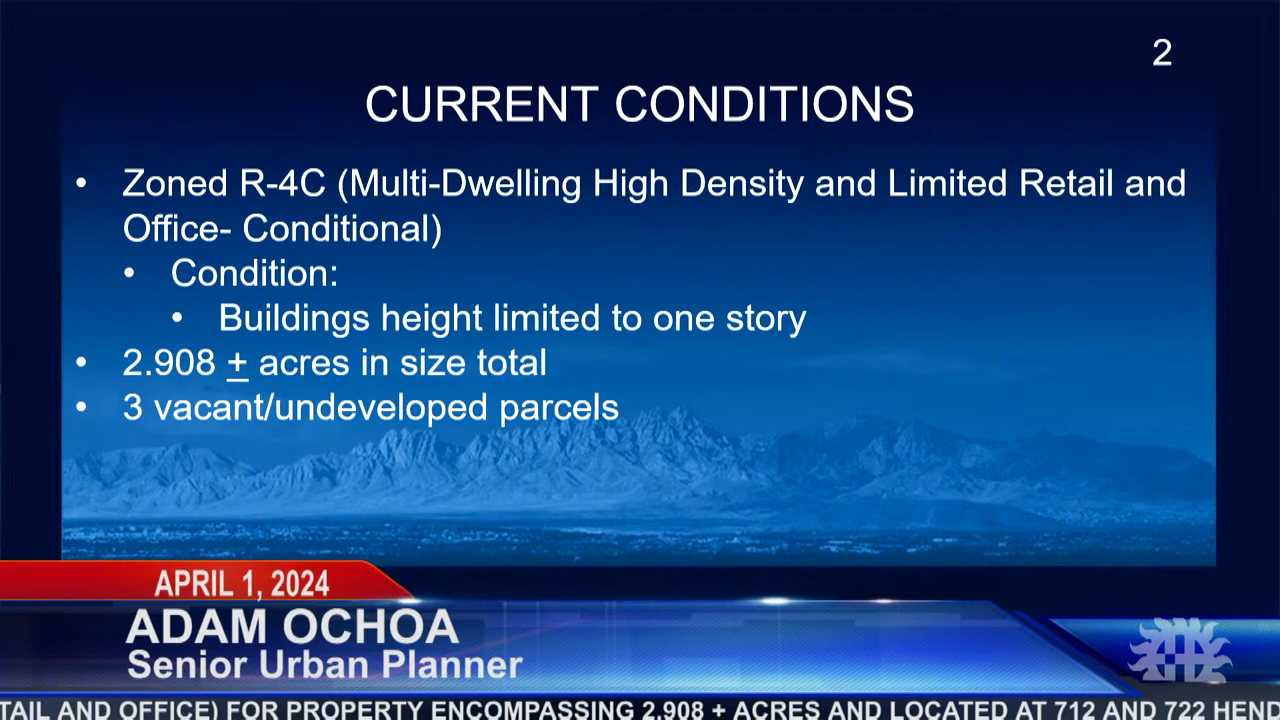 2
CURRENT CONDITIONS
• Zoned R-4C (Multi-Dwelling High Density and Limited Retail and
Office- Conditional)
• Condition:
• Buildings height limited to one story
• 2.908 + acres in size total
• 3 vacant/undeveloped parcels
APRIL 1, 2024
ADAM OCHOA
Senior Urban Planner
TAIL AND OFFICE) FOR PROPERTY ENCOMPASSING 2.908 + ACRES AND LOCATED AT 712 AND 722 HEND